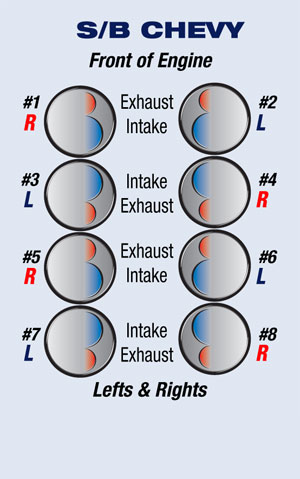 S/B CHEVY
Front of Engine
#1 Exhaust #2
R Intake L
#3 Intake #4
L Exhaust R
#5 Exhaust #6
R Intake L
#7 Intake #8
L Exhaust R
Lefts & Rights